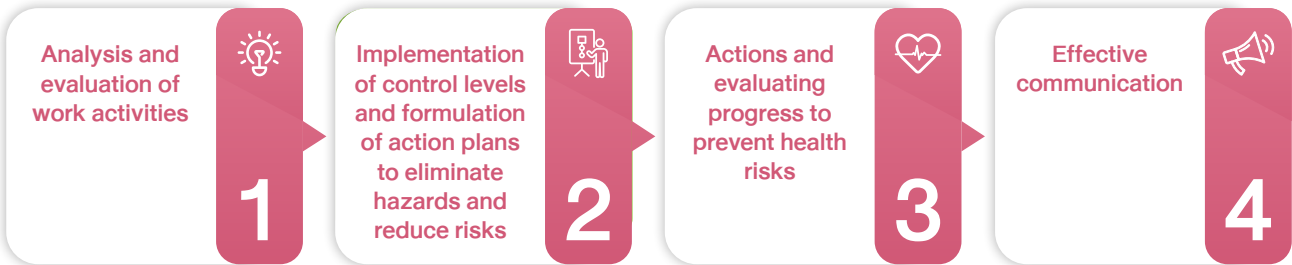 Analysis and
evaluation of
work activities
1
Implementation
of control levels
and formulation
of action plans
to eliminate
hazards and
reduce risks
2
Actions and
evaluating
progress to
prevent health
risks
3
Effective
communication
4